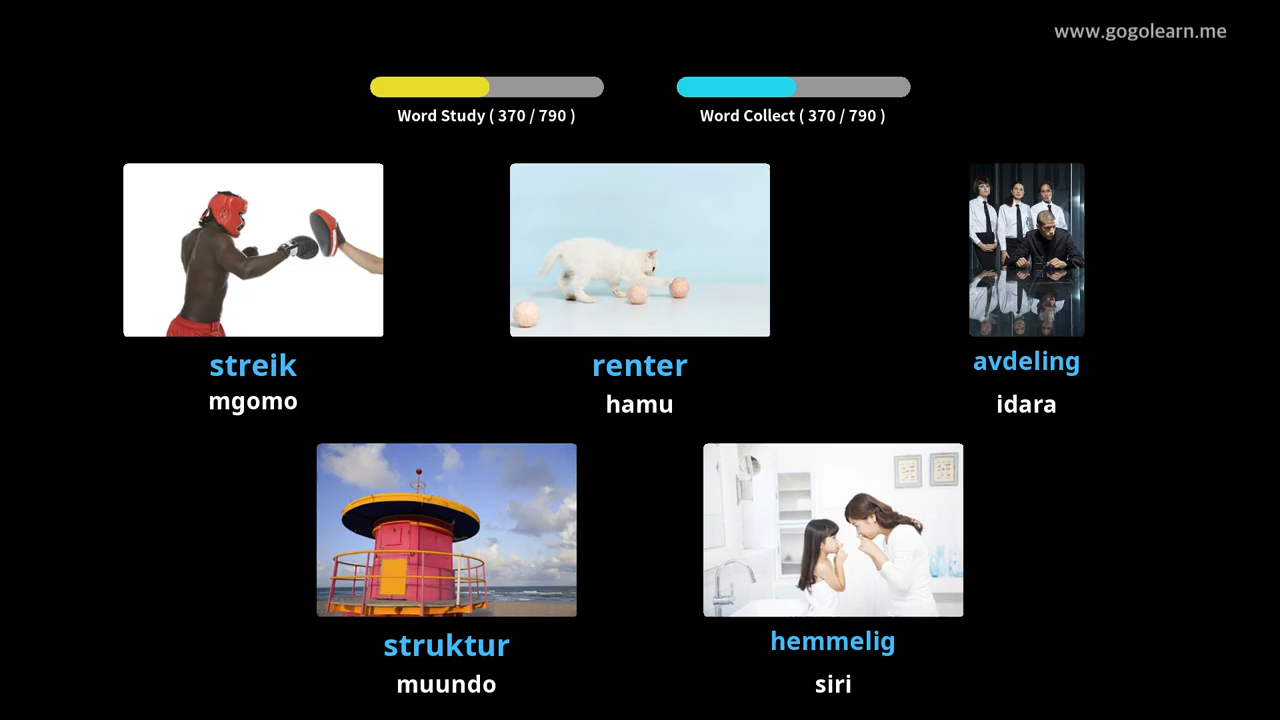 www.gogolearn.me
Word Study ( 370 / 790 )
Word Collect ( 370 / 790 )
streik
mgomo
renter
hamu
avdeling
idara
struktur
muundo
hemmelig
siri